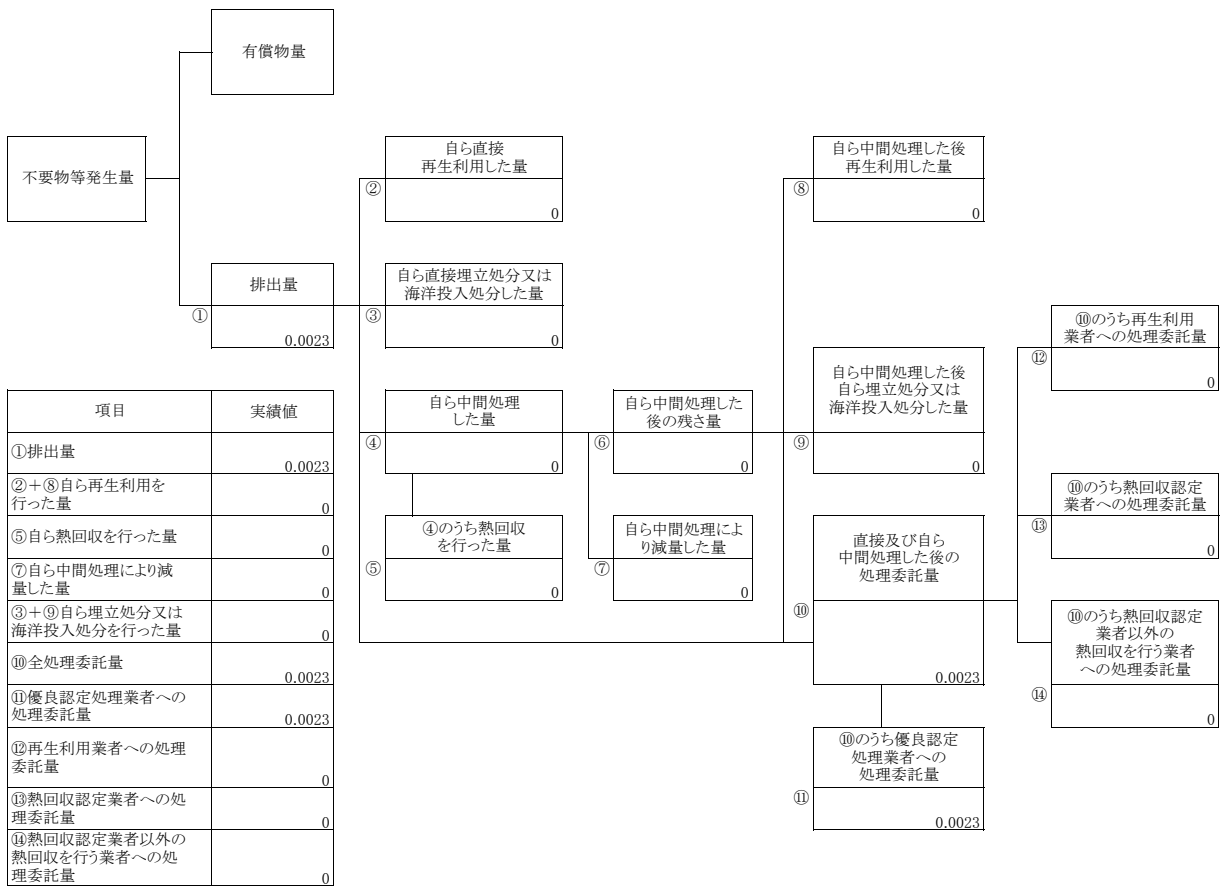 有償物量
不要物等発生量
排出量
①
0.0023
自ら直接
再生利用した量
②
0
自ら直接埋立処分又は
海洋投入処分した量
③
0
自ら中間処理
した量
④
0
④のうち熱回収
を行った量
⑤
0
自ら中間処理した
後の残さ量
⑥
0
自ら中間処理によ
り減量した量
⑦
0
自ら中間処理した後
再生利用した量
⑧
0
自ら中間処理した後
自ら埋立処分又は
海洋投入処分した量
⑨
0
直接及び自ら
中間処理した後の
処理委託量
⑩
0.0023
⑩のうち優良認定
処理業者への
処理委託量
⑪
0.0023
⑩のうち再生利用
業者への処理委託量
⑫
0
⑩のうち熱回収認定
業者への処理委託量
⑬
0
⑩のうち熱回収認定
業者以外の
熱回収を行う業者
への処理委託量
⑭
0
項目 実績値
①排出量
0.0023
②＋⑧自ら再生利用を
行った量
0
⑤自ら熱回収を行った量
0
⑦自ら中間処理により減
量した量
0
③＋⑨自ら埋立処分又は
海洋投入処分を行った量
0
⑩全処理委託量
0.0023
⑪優良認定処理業者への
処理委託量
0.0023
⑫再生利用業者への処理
委託量
0
⑬熱回収認定業者への処
理委託量
0
⑭熱回収認定業者以外の
熱回収を行う業者への処
理委託量
0